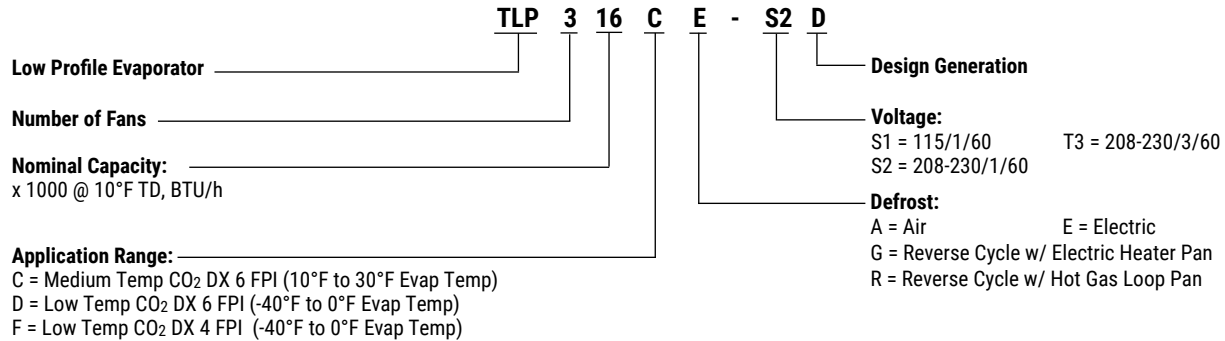 TLP 3 16 C E - S2 D
Low Profile Evaporator
Number of Fans
Nominal Capacity:
x 1000 @ 10°F TD, BTU/h
Application Range:
C = Medium Temp CO2 DX 6 FPI (10°F to 30°F Evap Temp)
D = Low Temp CO2 DX 6 FPI (-40°F to 0°F Evap Temp)
F = Low Temp CO2 DX 4 FPI (-40°F to 0°F Evap Temp)
Design Generation
Voltage:
S1 = 115/1/60 T3 = 208-230/3/60
S2 = 208-230/1/60
Defrost:
A = Air E = Electric
G = Reverse Cycle w/ Electric Heater Pan
R = Reverse Cycle w/ Hot Gas Loop Pan